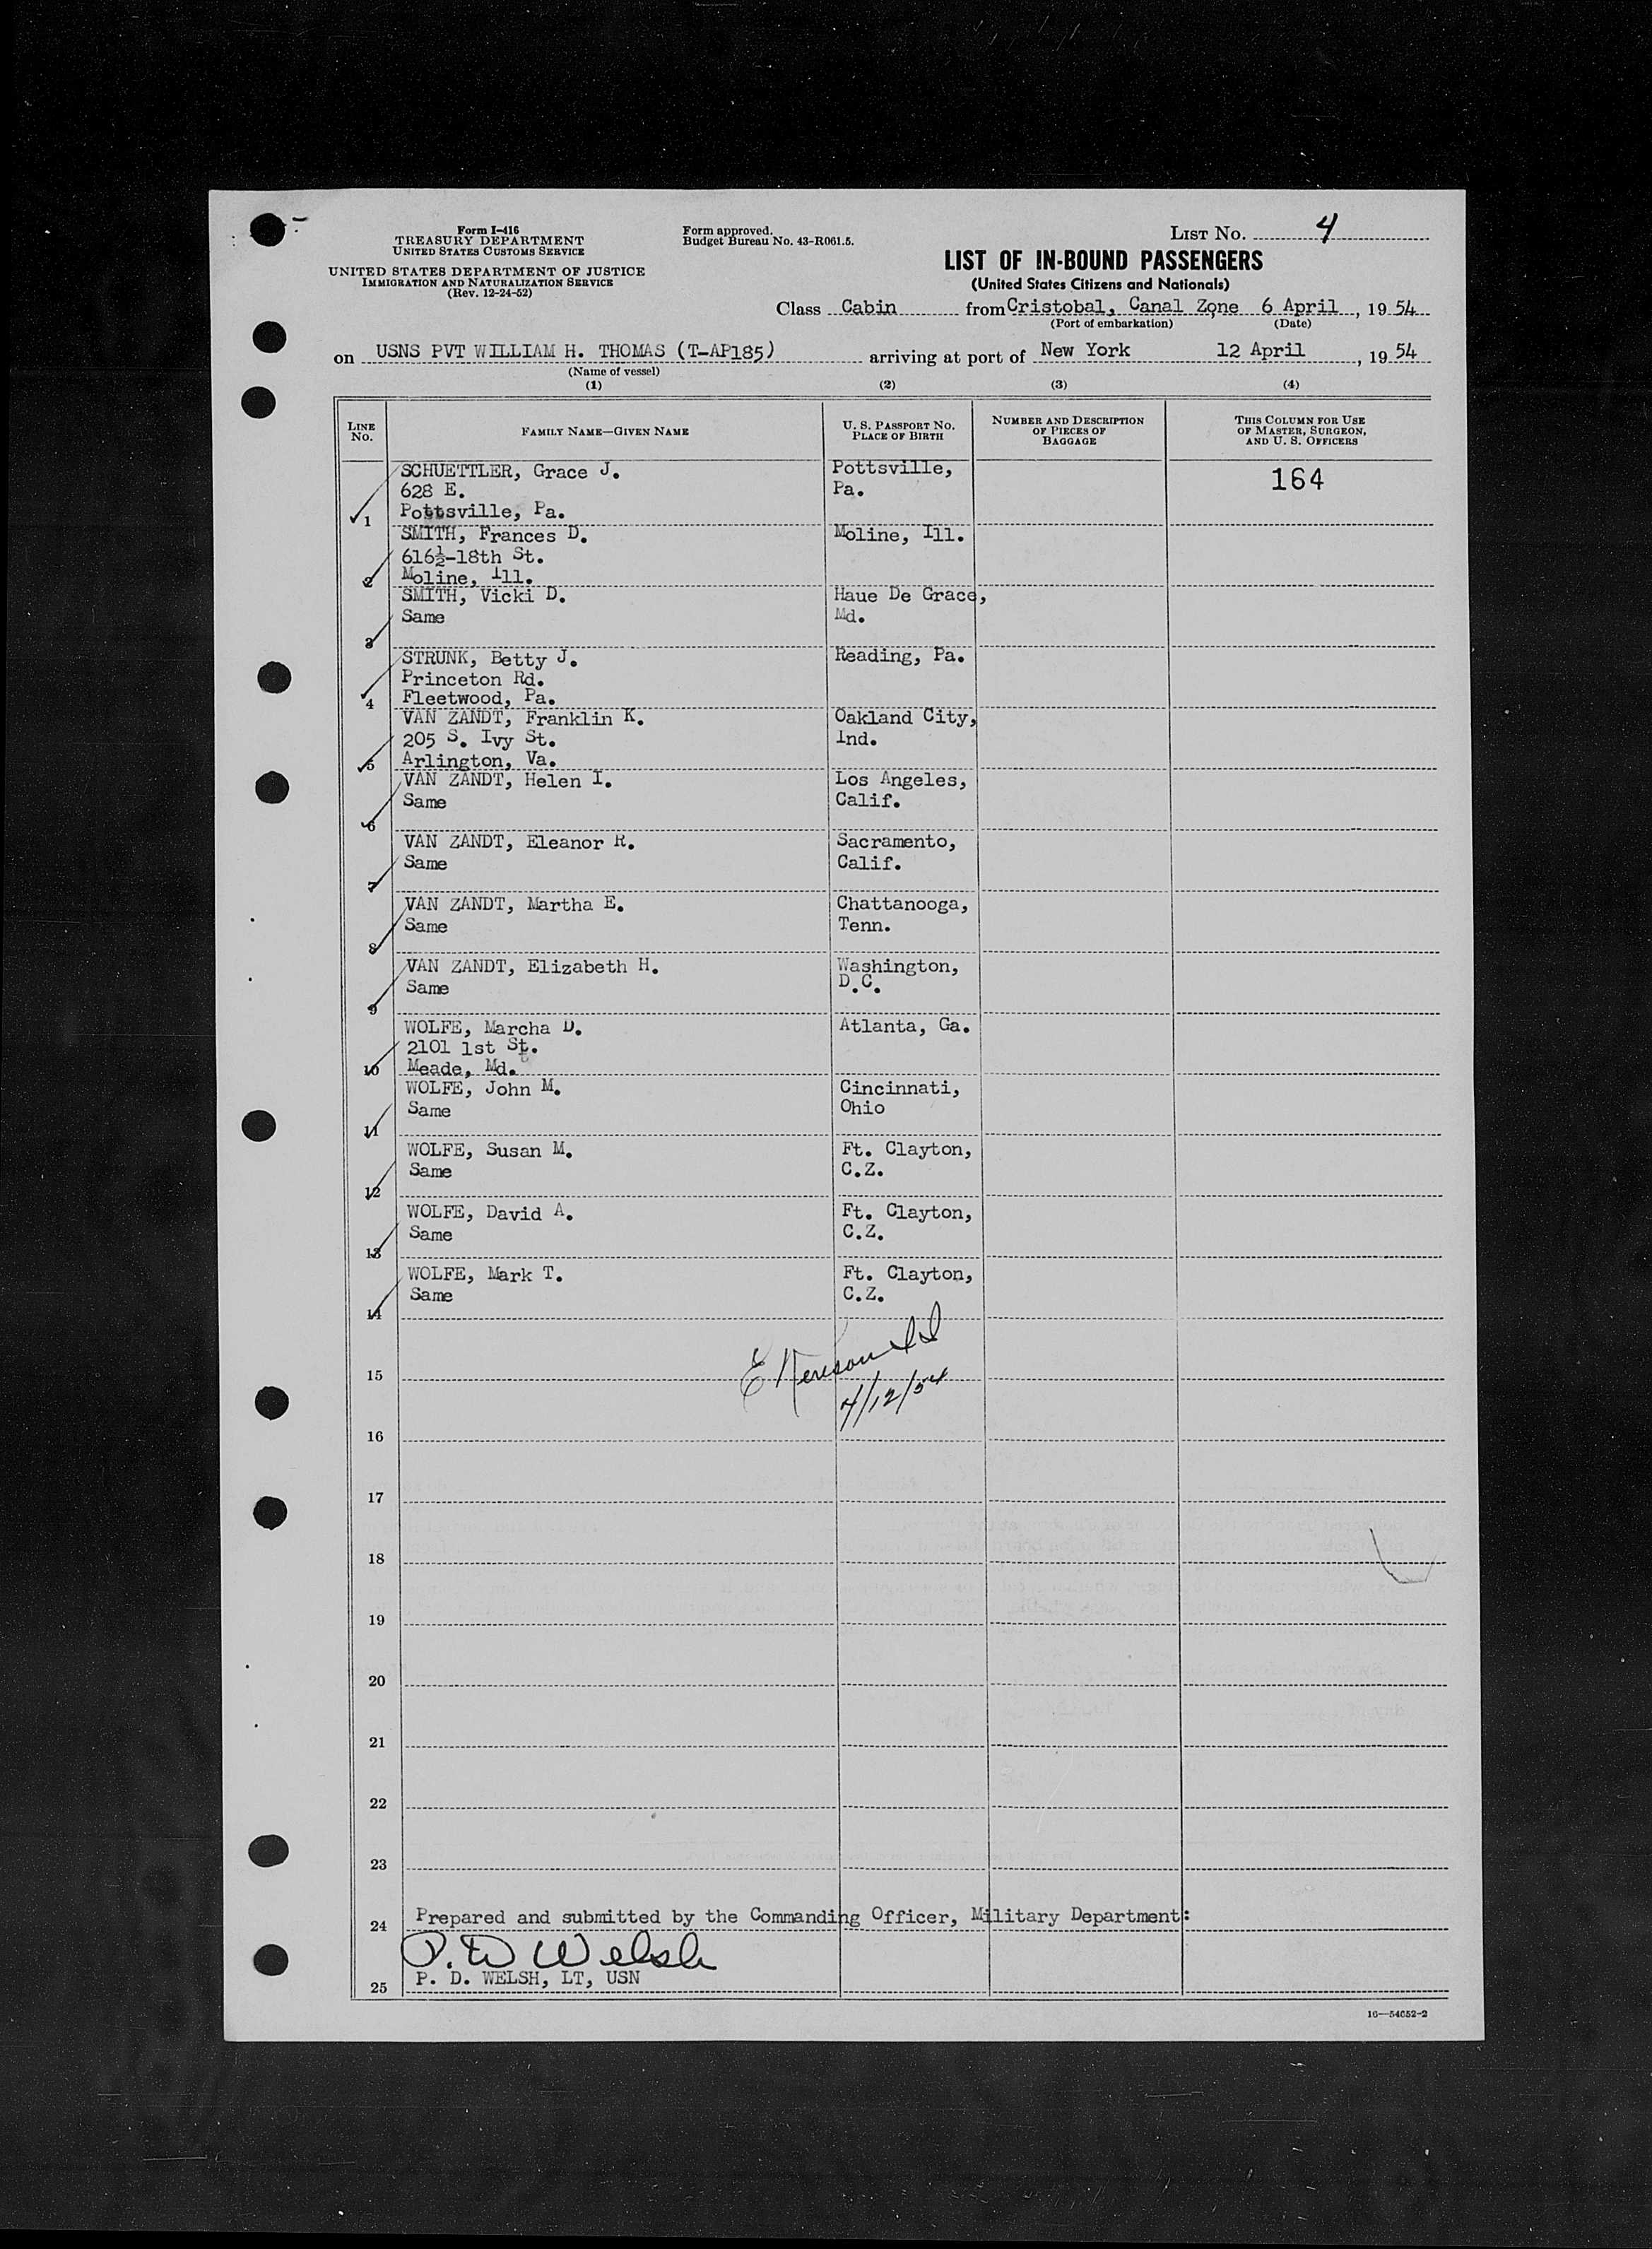 Form I-416
TREASURY DEPARTMENT
UNITED STATES CUSTOMS SERVICE
UNITED STATES DEPARTMENT OF JUSTICE
IMMIGRATION AND NATURALIZATION SERVICE
(Rev. 12-24-52)
Form approved.
Budget Bureau No. 43-R061.5.
LIST NO. 4
LIST OF IN-BOUND PASSENGERS
(United States Citizens and Nationals)
Class Cabin from Cristobal, Canal Zone 6 April, 1954
(Port of embarkation) (Date)
on USNS PVT WILLIAM H. THOMAS (T-AP185) arriving at port of New York 12 April, 1954
(Name of vessel)
(1) (2) (3) (4)
LINE NO.
FAMILY NAME—GIVEN NAME
U. S. PASSPORT NO.
PLACE OF BIRTH
NUMBER AND DESCRIPTION
OF PIECES OF
BAGGAGE
THIS COLUMN FOR USE
OF MASTER, SURGEON,
AND U. S. OFFICERS
SCHUETTLER, Grace J. Pottsville, 164
628 E. Pa.
1 Pottsville, Pa.
SMITH, Frances D. Moline, Ill.
616½-18th St.
2 Moline, Ill.
SMITH, Vicki D. Haue De Grace,
Same Md.
3
STRUNK, Betty J. Reading, Pa.
Princeton Rd.
4 Fleetwood, Pa.
VAN ZANDT, Franklin K. Oakland City,
205 S. Ivy St. Ind.
5 Arlington, Va.
VAN ZANDT, Helen I. Los Angeles,
Same Calif.
6
VAN ZANDT, Eleanor R. Sacramento,
Same Calif.
7
VAN ZANDT, Martha E. Chattanooga,
Same Tenn.
8
VAN ZANDT, Elizabeth H. Washington,
Same D.C.
9
WOLFE, Marcha D. Atlanta, Ga.
2101 1st St.
10 Meade, Md.
WOLFE, John M. Cincinnati,
Same Ohio
11
WOLFE, Susan M. Ft. Clayton,
Same C.Z.
12
WOLFE, David A. Ft. Clayton,
Same C.Z.
13
WOLFE, Mark T. Ft. Clayton,
Same C.Z.
14
15
4/12/54
16
17
18
19
20
21
22
23
24 Prepared and submitted by the Commanding Officer, Military Department:
P. D. Welsh
25 P. D. WELSH, LT, USN
16—54652-2